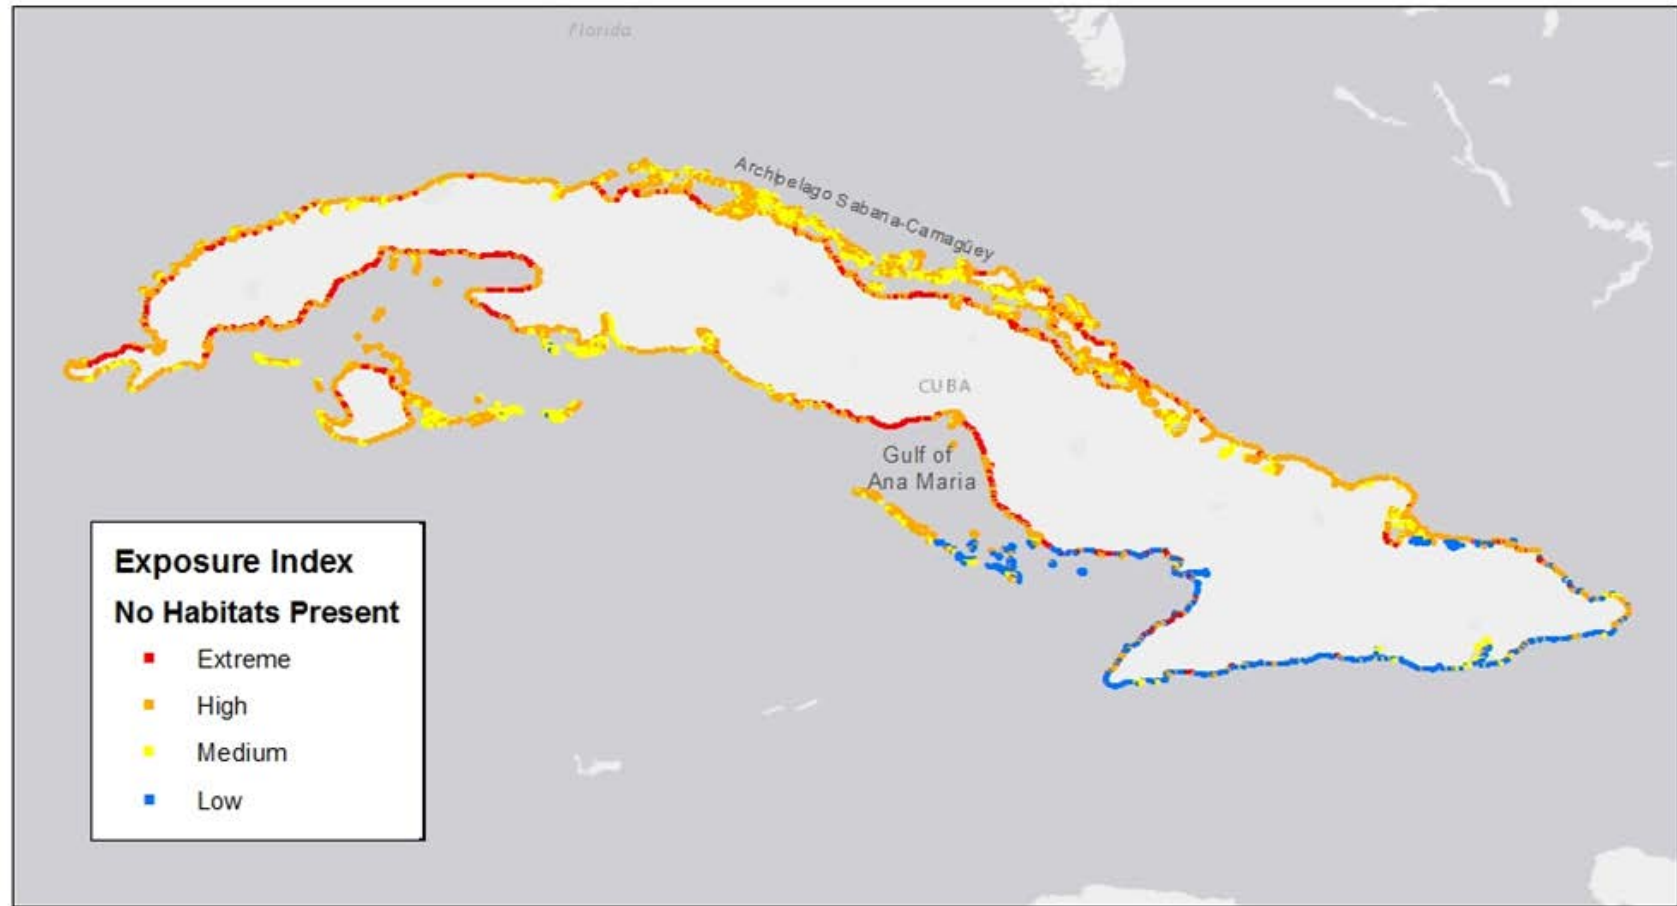 Florida
Archipelago Sabana-Camagüey
CUBA
Gulf of
Ana Maria
Exposure Index
No Habitats Present
Extreme
High
Medium
Low